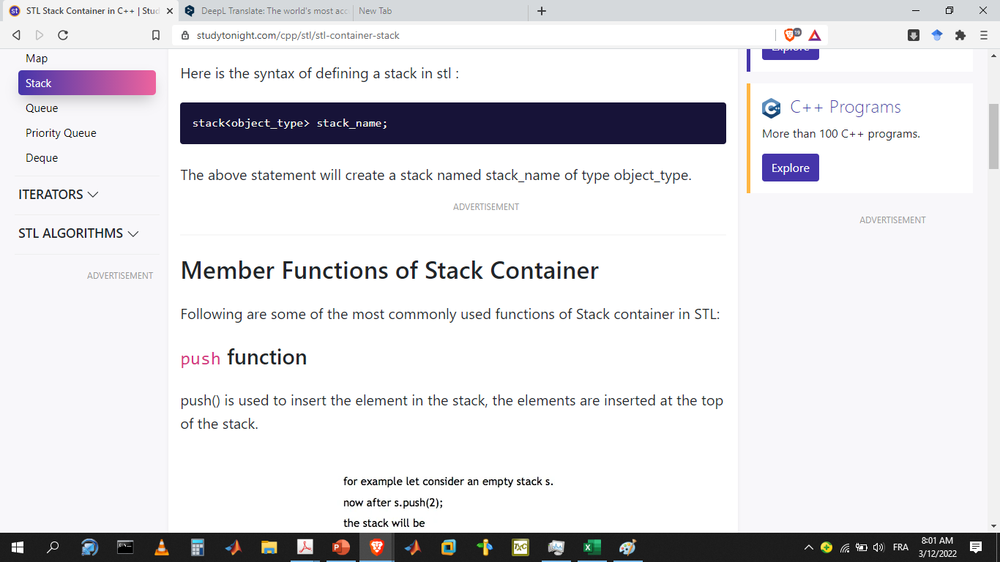 STL Stack Container in C++ | Stud
DeepL Translate: The world's most acc
New Tab
studytonight.com/cpp/stl/stl-container-stack
19
Map
Stack
Queue
Priority Queue
Deque
ITERATORS
STL ALGORITHMS
ADVERTISEMENT
Here is the syntax of defining a stack in stl :
stack<object_type> stack_name;
The above statement will create a stack named stack_name of type object_type.
ADVERTISEMENT
Member Functions of Stack Container
Following are some of the most commonly used functions of Stack container in STL:
push function
push() is used to insert the element in the stack, the elements are inserted at the top
of the stack.
for example let consider an empty stack s.
now after s.push(2);
the stack will be
Explore
C++ Programs
More than 100 C++ programs.
Explore
ADVERTISEMENT
FRA
8:01 AM
3/12/2022